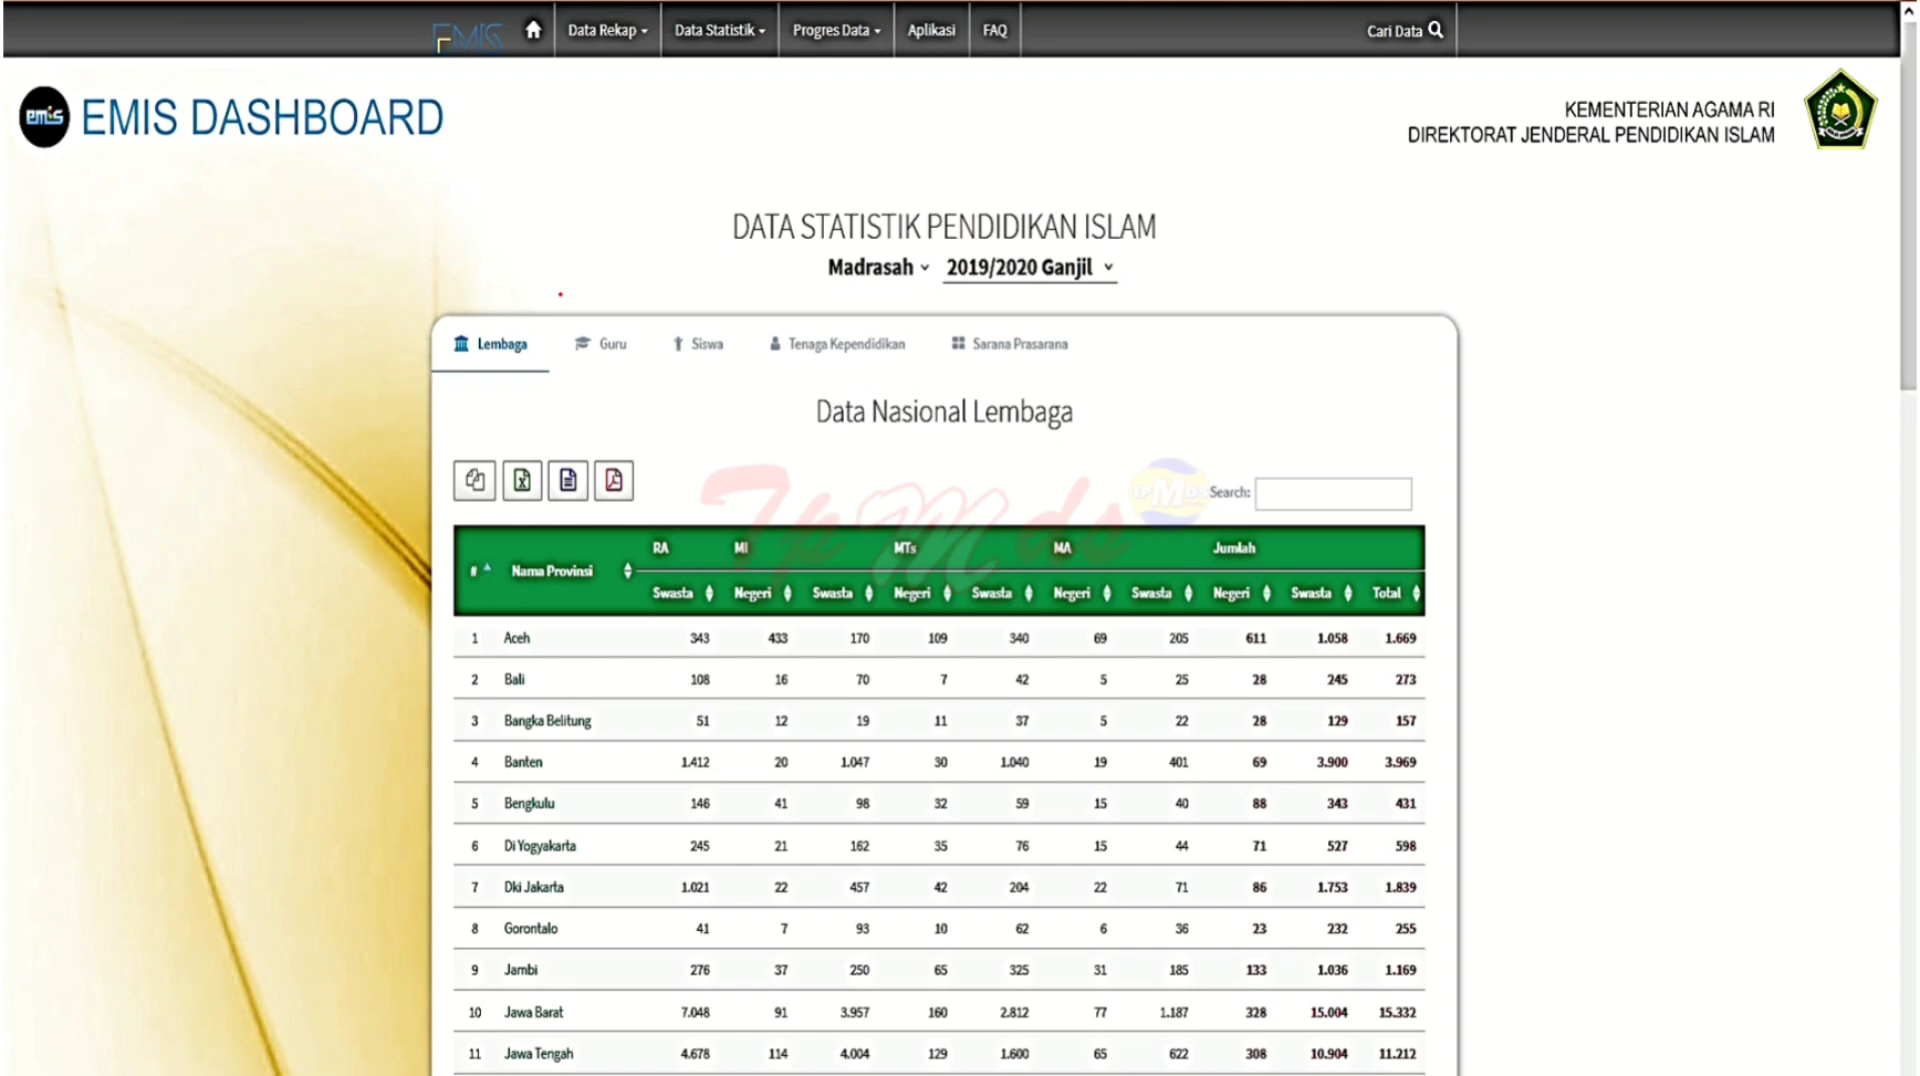 EMIS Data Rekap Data Statistik Progres Data Aplikasi FAQ Cari Data
emis EMIS DASHBOARD
KEMENTERIAN AGAMA RI
DIREKTORAT JENDERAL PENDIDIKAN ISLAM
DATA STATISTIK PENDIDIKAN ISLAM
Madrasah 2019/2020 Ganjil
Lembaga Guru Siswa Tenaga Kependidikan Sarana Prasarana
Data Nasional Lembaga
Tp Mds TPMDS Search:
RA MI MTs MA Jumlah
# Nama Provinsi
Swasta Negeri Swasta Negeri Swasta Negeri Swasta Negeri Swasta Total
1 Aceh 343 433 170 109 340 69 205 611 1.058 1.669
2 Bali 108 16 70 7 42 5 25 28 245 273
3 Bangka Belitung 51 12 19 11 37 5 22 28 129 157
4 Banten 1.412 20 1.047 30 1.040 19 401 69 3.900 3.969
5 Bengkulu 146 41 98 32 59 15 40 88 343 431
6 Di Yogyakarta 245 21 162 35 76 15 44 71 527 598
7 Dki Jakarta 1.021 22 457 42 204 22 71 86 1.753 1.839
8 Gorontalo 41 7 93 10 62 6 36 23 232 255
9 Jambi 276 37 250 65 325 31 185 133 1.036 1.169
10 Jawa Barat 7.048 91 3.957 160 2.812 77 1.187 328 15.004 15.332
11 Jawa Tengah 4.678 114 4.004 129 1.600 65 622 308 10.904 11.212